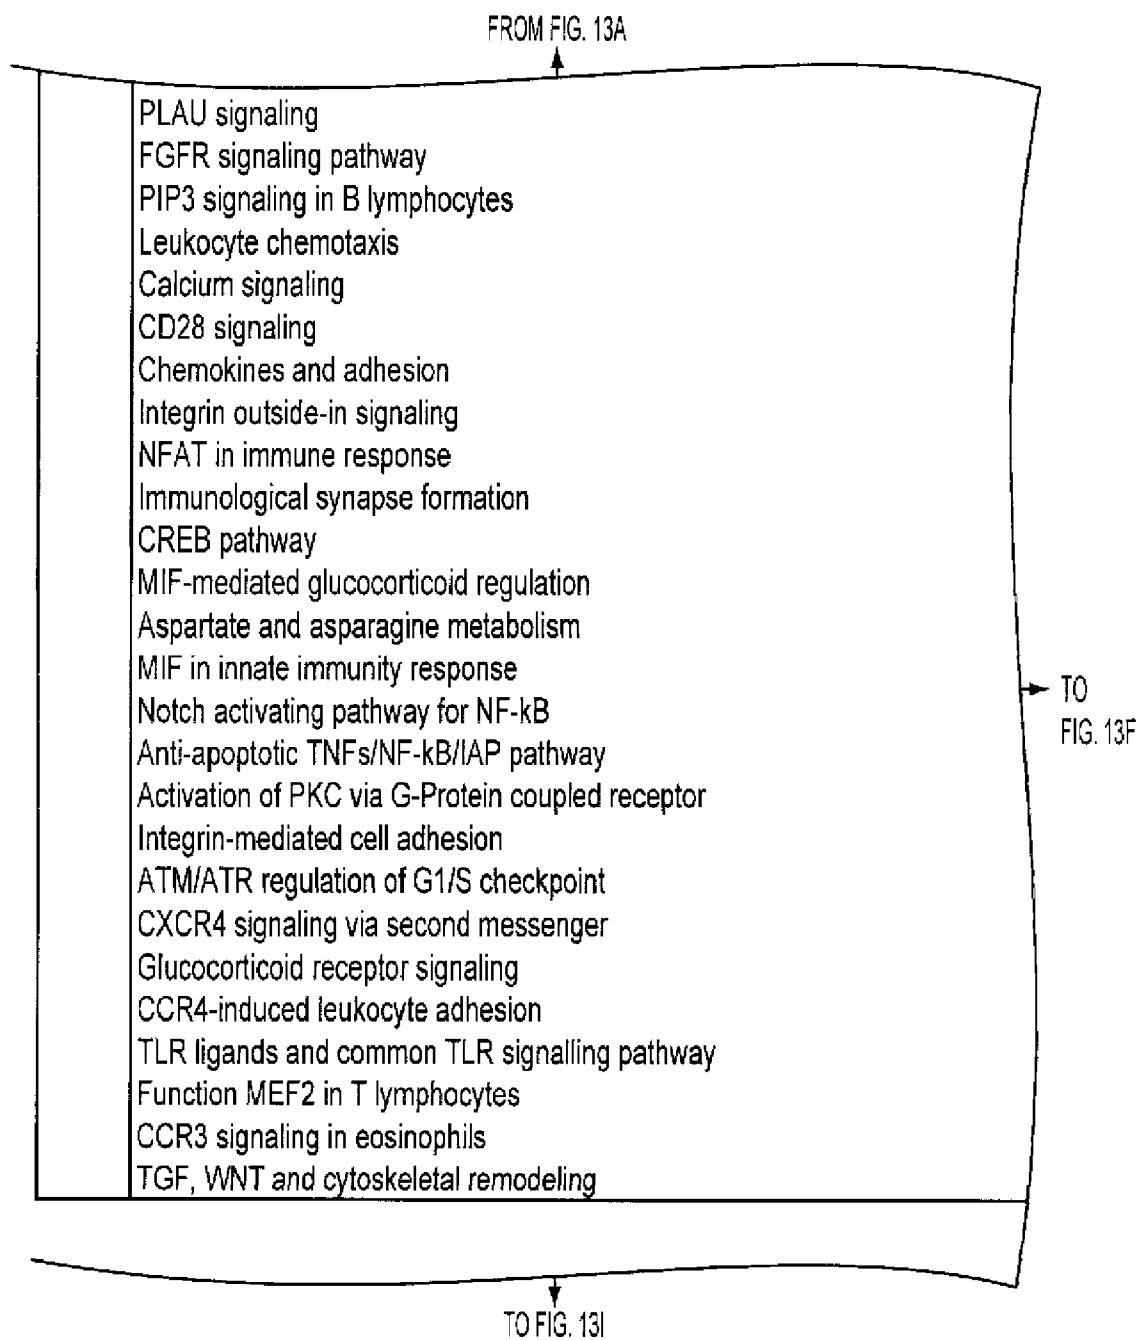 FROM FIG. 13A
PLAU signaling
FGFR signaling pathway
PIP3 signaling in B lymphocytes
Leukocyte chemotaxis
Calcium signaling
CD28 signaling
Chemokines and adhesion
Integrin outside-in signaling
NFAT in immune response
Immunological synapse formation
CREB pathway
MIF-mediated glucocorticoid regulation
Aspartate and asparagine metabolism
MIF in innate immunity response
Notch activating pathway for NF-kB
Anti-apoptotic TNFs/NF-kB/IAP pathway
Activation of PKC via G-Protein coupled receptor
Integrin-mediated cell adhesion
ATM/ATR regulation of G1/S checkpoint
CXCR4 signaling via second messenger
Glucocorticoid receptor signaling
CCR4-induced leukocyte adhesion
TLR ligands and common TLR signalling pathway
Function MEF2 in T lymphocytes
CCR3 signaling in eosinophils
TGF, WNT and cytoskeletal remodeling
TO
FIG. 13F
TO FIG. 13I